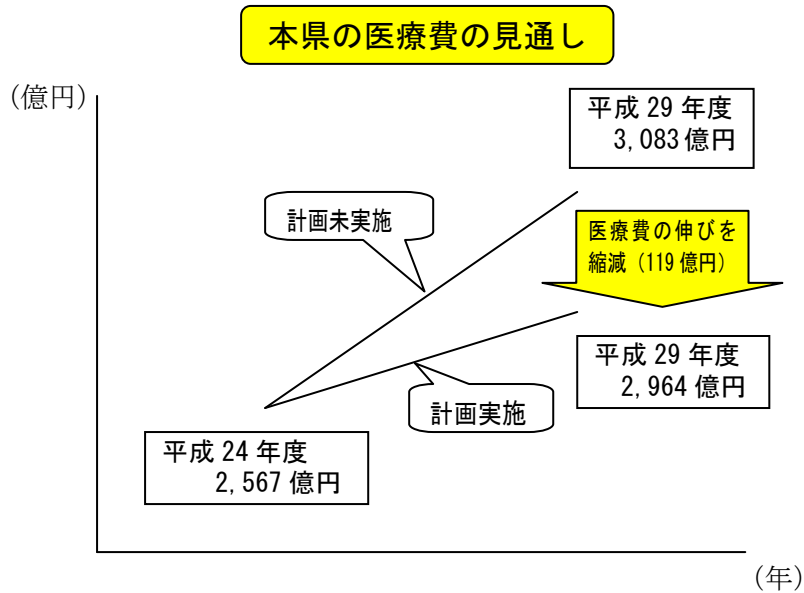 本県の医療費の見通し
（億円）
平成 29 年度
3,083 億円
計画未実施
医療費の伸びを
縮減（119 億円）
平成 29 年度
2,964 億円
計画実施
平成 24 年度
2,567 億円
（年）